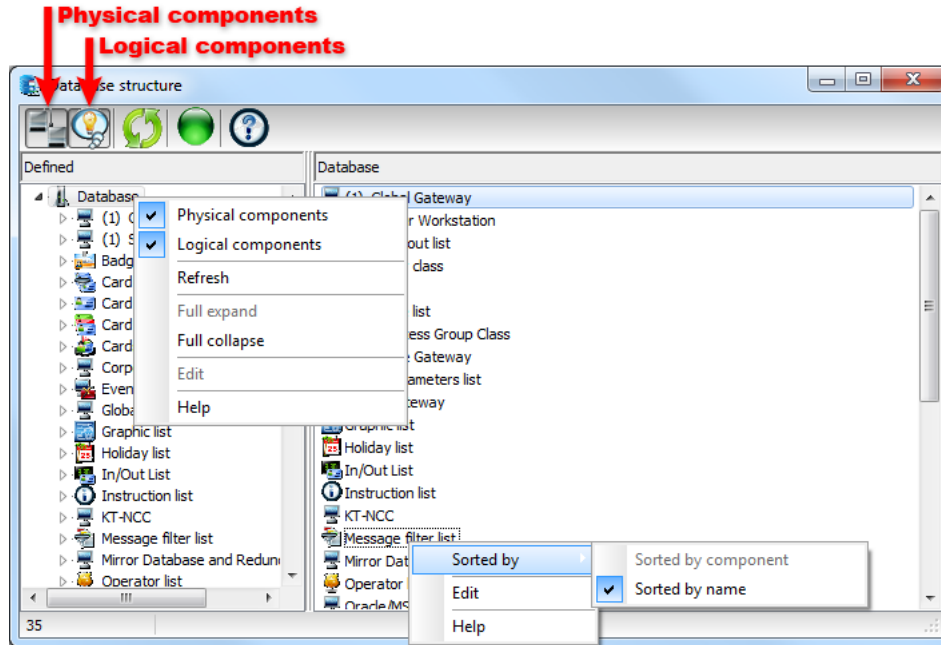 Physical components
Logical components
Database structure
Defined
Database
Database
(1)
(1) S
Badg
Card
Card
Card
Card
Corp
Even
Globa
Graphic list
Holiday list
In/Out List
Instruction list
KT-NCC
Message filter list
Mirror Database and Redun
Operator list
Physical components
Logical components
Refresh
Full expand
Full collapse
Edit
Help
(1) Global Gateway
r Workstation
out list
class
list
ess Group Class
Gateway
ameters list
eway
Graphic list
Holiday list
In/Out List
Instruction list
KT-NCC
Message filter list
Mirror Dat
Operator
Oracle/MS
Sorted by
Edit
Help
Sorted by component
Sorted by name
35